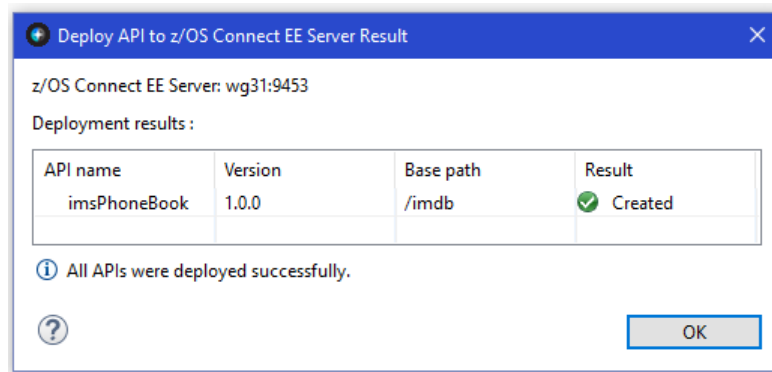 Deploy API to z/OS Connect EE Server Result
z/OS Connect EE Server: wg31:9453
Deployment results :
API name Version Base path Result
imsPhoneBook 1.0.0 /imdb Created
All APIs were deployed successfully.
OK